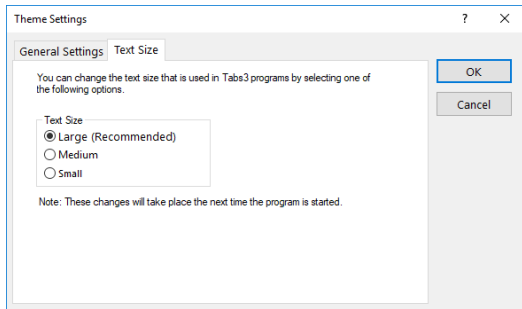 Theme Settings
? ×
General Settings Text Size
You can change the text size that is used in Tabs3 programs by selecting one of
the following options.
OK
Cancel
Text Size
Large (Recommended)
Medium
Small
Note: These changes will take place the next time the program is started.